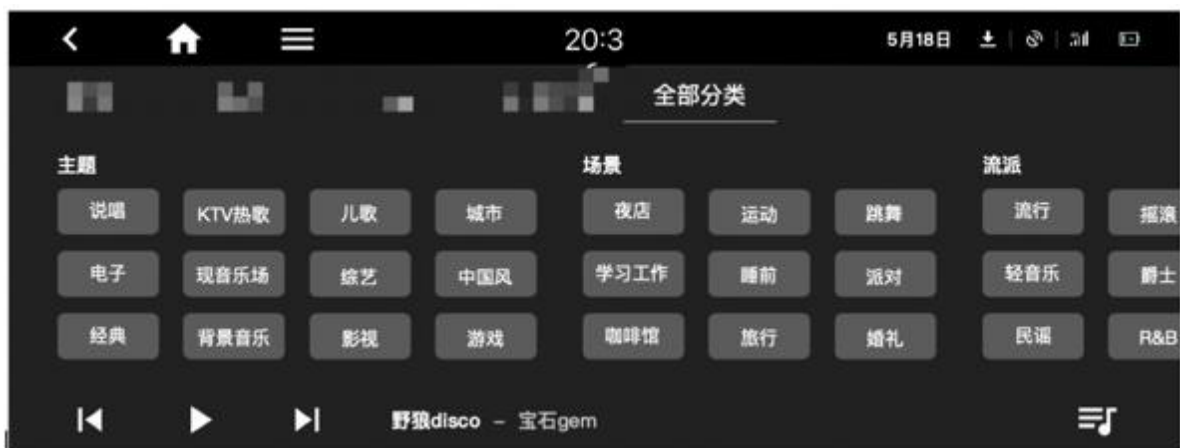 20:3
5月18日
全部分类
主题 场景 流派
说唱 KTV热歌 儿歌 城市 夜店 运动 跳舞 流行 摇滚
电子 现音乐场 综艺 中国风 学习工作 睡前 派对 轻音乐 爵士
经典 背景音乐 影视 游戏 咖啡馆 旅行 婚礼 民谣 R&B
野狼disco – 宝石gem